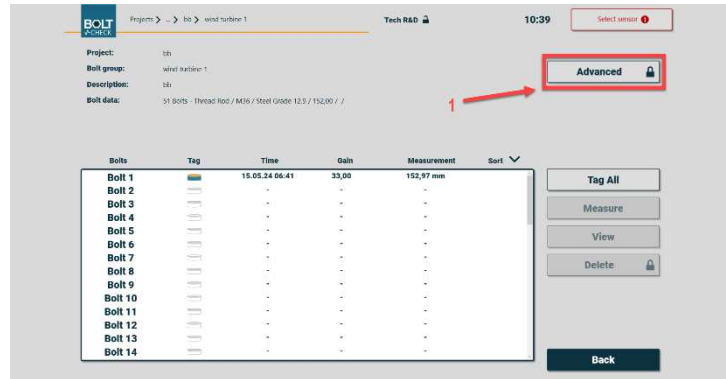 BOLT
V-CHECK
Projects > ... > bb > wind turbine 1
Tech R&D
10:39
Select sensor
Project: bb
Bolt group: wind turbine 1
Description: bb
Bolt data: 51 Bolts - Thread Rod / M36 / Steel Grade 12.9 / 152,00 / /
Advanced
1
Bolts Tag Time Gain Measurement Sort
Bolt 1 15.05.24 06:41 33,00 152,97 mm
Bolt 2 - - -
Bolt 3 - - -
Bolt 4 - - -
Bolt 5 - - -
Bolt 6 - - -
Bolt 7 - - -
Bolt 8 - - -
Bolt 9 - - -
Bolt 10 - - -
Bolt 11 - - -
Bolt 12 - - -
Bolt 13 - - -
Bolt 14 - - -
Tag All
Measure
View
Delete
Back